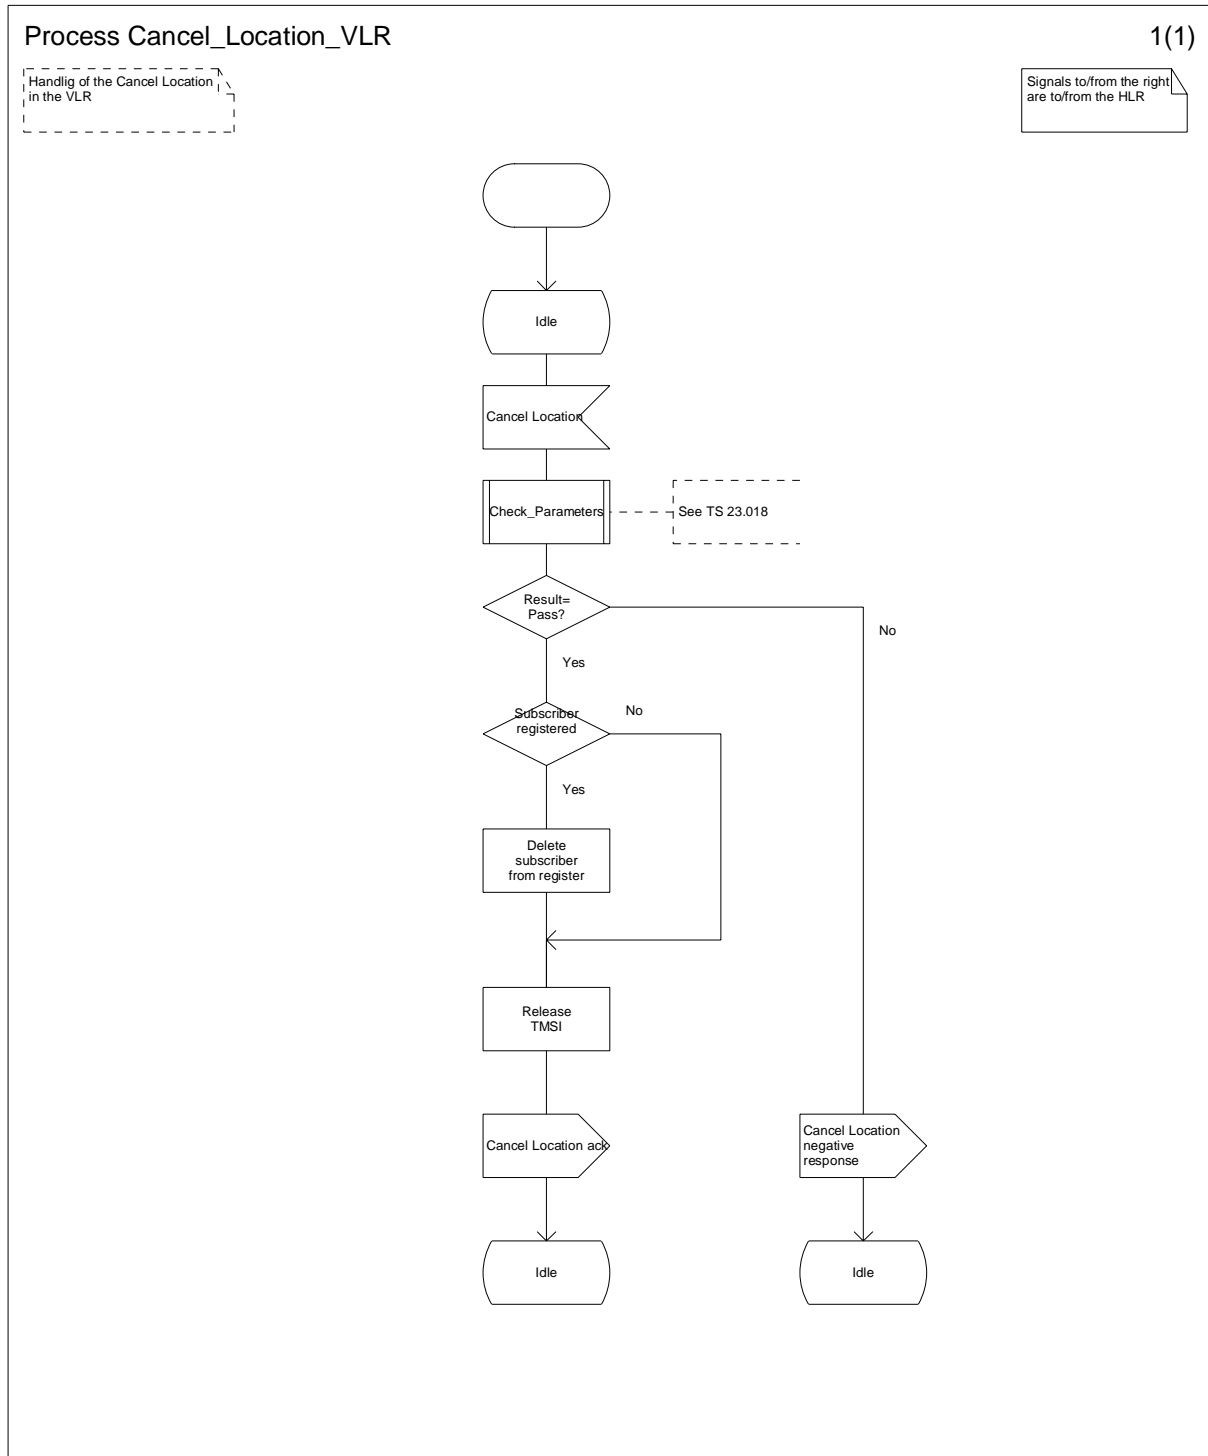 Process Cancel_Location_VLR
1(1)
Handlig of the Cancel Location
in the VLR
Signals to/from the right
are to/from the HLR
Idle
Cancel Location
Check_Parameters
See TS 23.018
Result=
Pass?
No
Yes
Subscriber
registered
No
Yes
Delete
subscriber
from register
Release
TMSI
Cancel Location ack
Cancel Location
negative
response
Idle
Idle